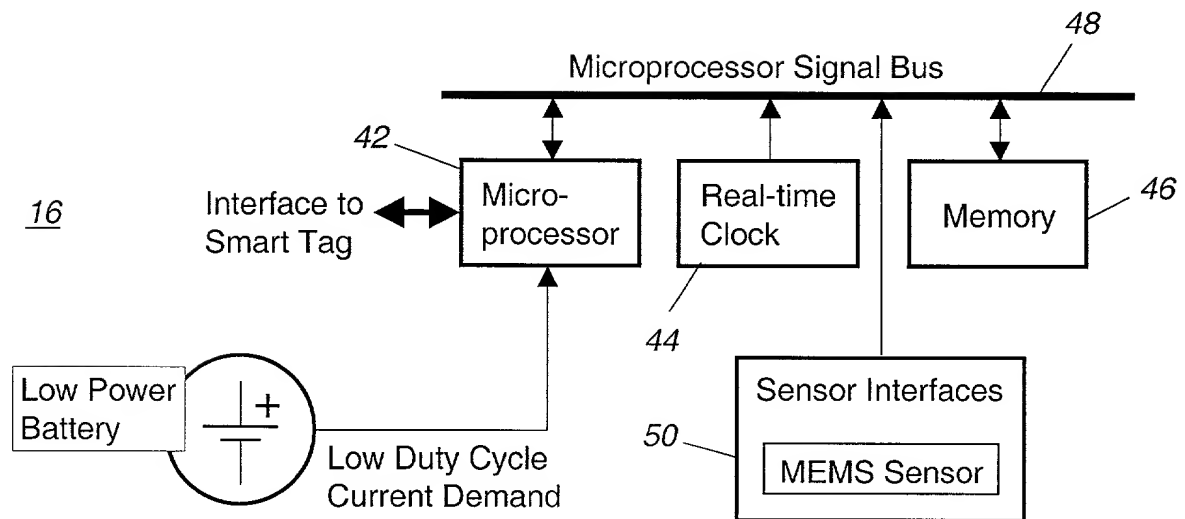 48
Microprocessor Signal Bus
42
16
Interface to
Smart Tag
Micro-
processor
Real-time
Clock
Memory
46
44
Low Power
Battery
+
Low Duty Cycle
Current Demand
50
Sensor Interfaces
MEMS Sensor